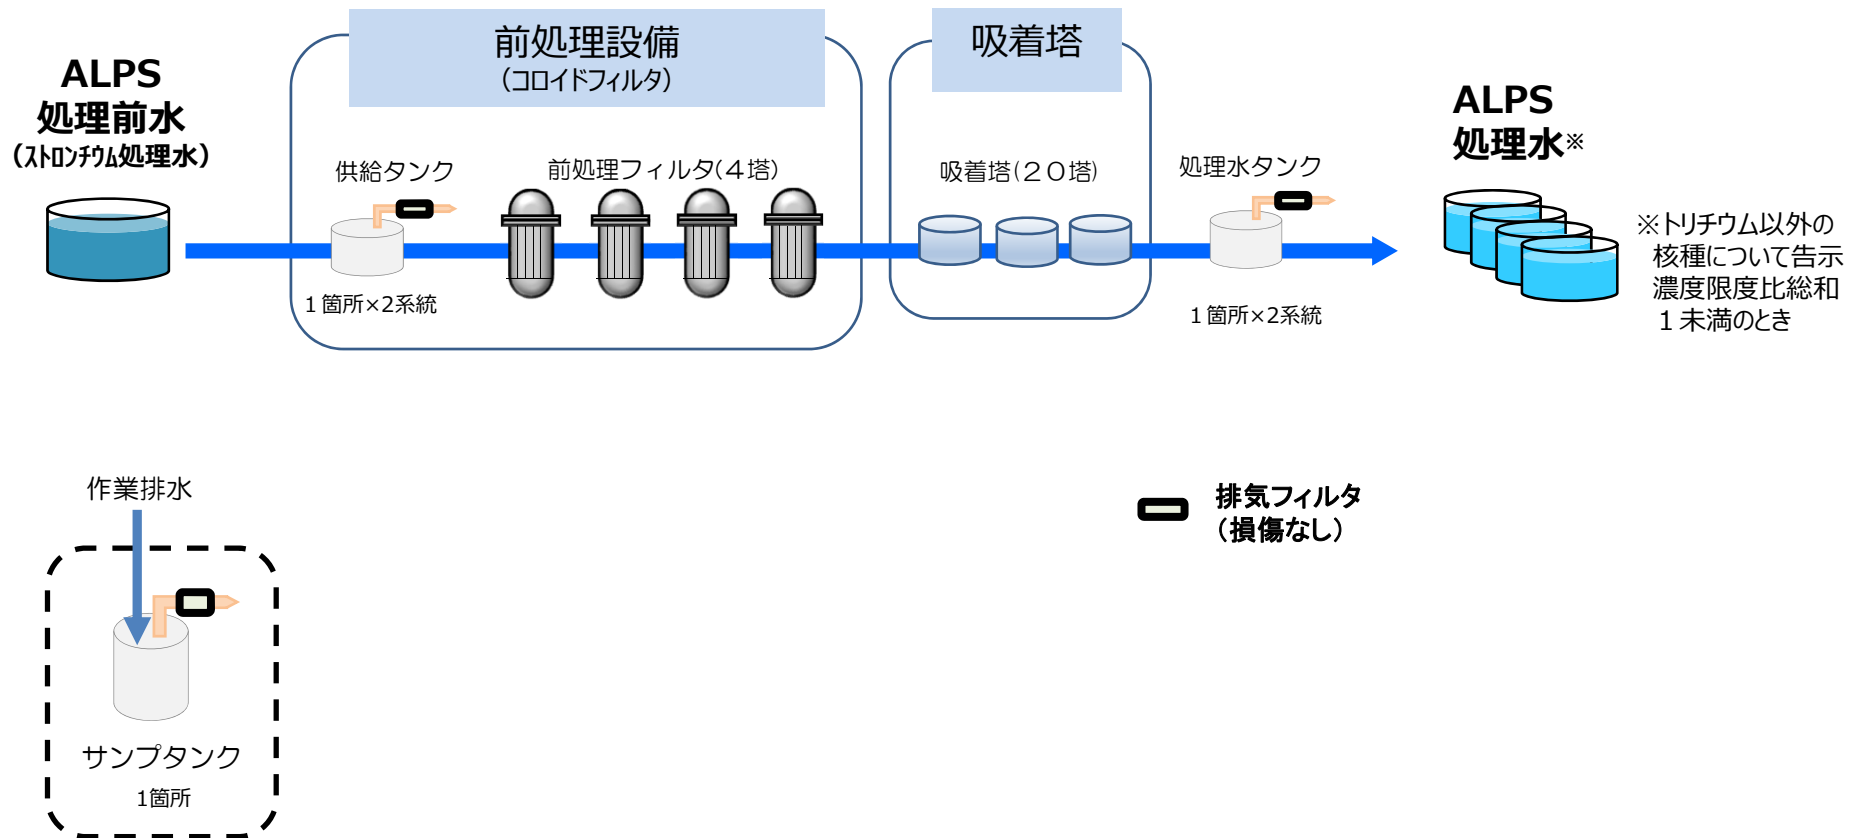 ALPS
処理前水
（ストロンチウム処理水）
前処理設備
（コロイドフィルタ）
供給タンク
１箇所×2系統
前処理フィルタ(４塔)
吸着塔
吸着塔(２０塔)
処理水タンク
１箇所×2系統
ALPS
処理水※
※トリチウム以外の
核種について告示
濃度限度比総和
１未満のとき
作業排水
サンプタンク
1箇所
排気フィルタ
（損傷なし）